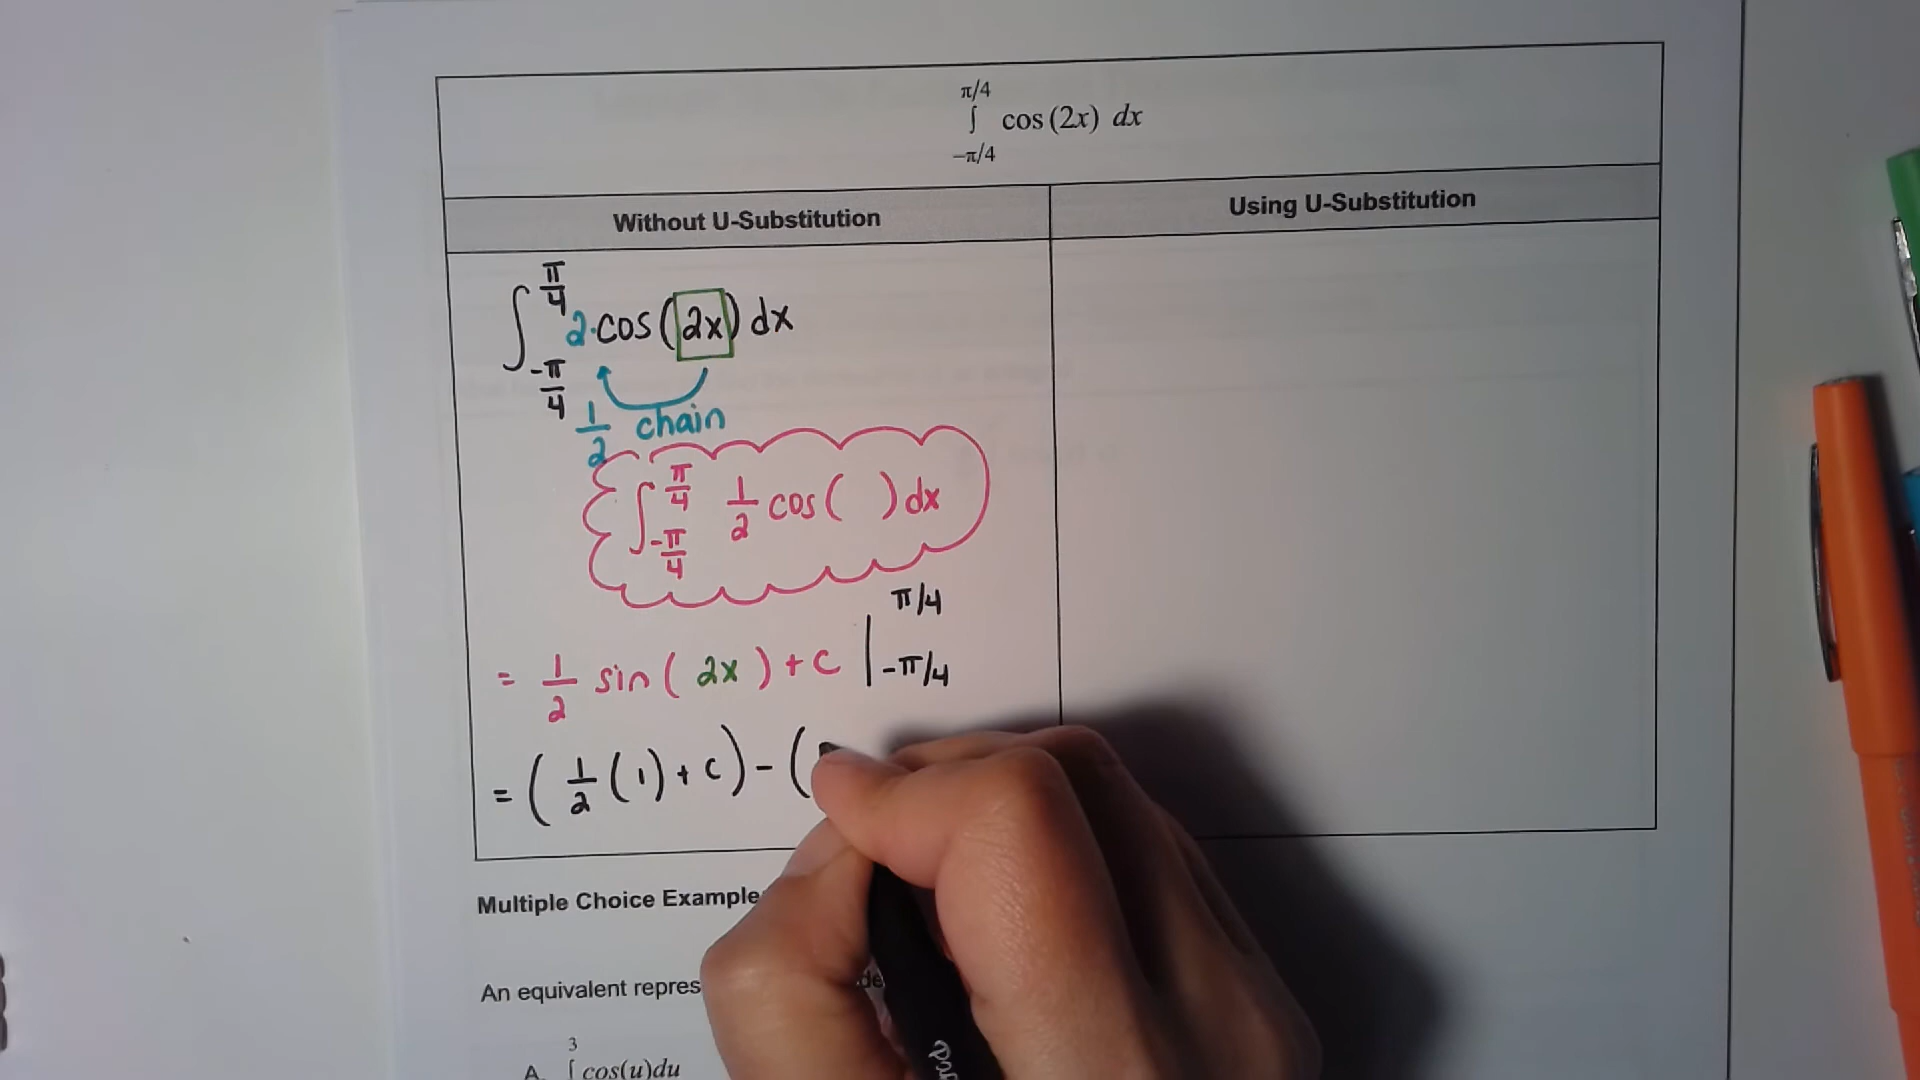 π/4
∫ cos (2x) dx
−π/4
Without U-Substitution
Using U-Substitution
∫ π/4 -π/4 2·cos(2x) dx
1/2 chain
∫ π/4 -π/4 1/2 cos( ) dx
= 1/2 sin( 2x ) + c | π/4 -π/4
= ( 1/2 (1) + c ) - (
Multiple Choice Example
An equivalent repres de
3
A. ∫ cos(u)du